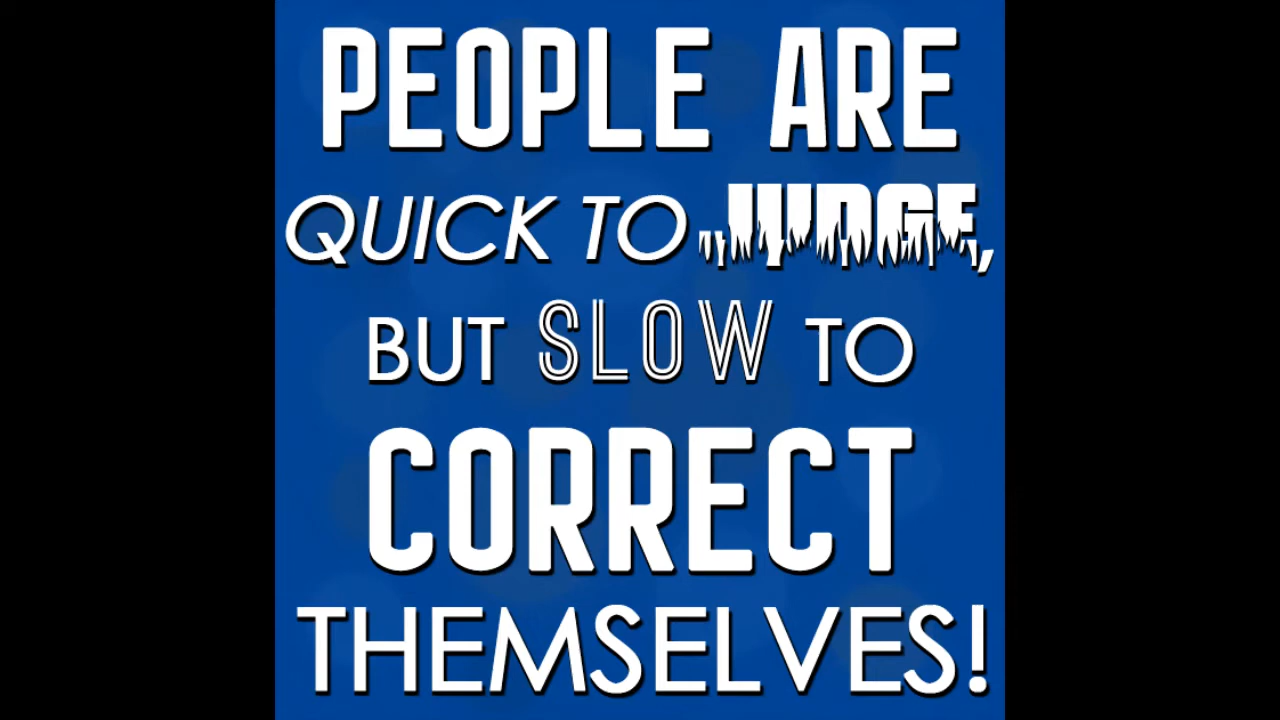 PEOPLE ARE
QUICK TO JUDGE,
BUT SLOW TO
CORRECT
THEMSELVES!